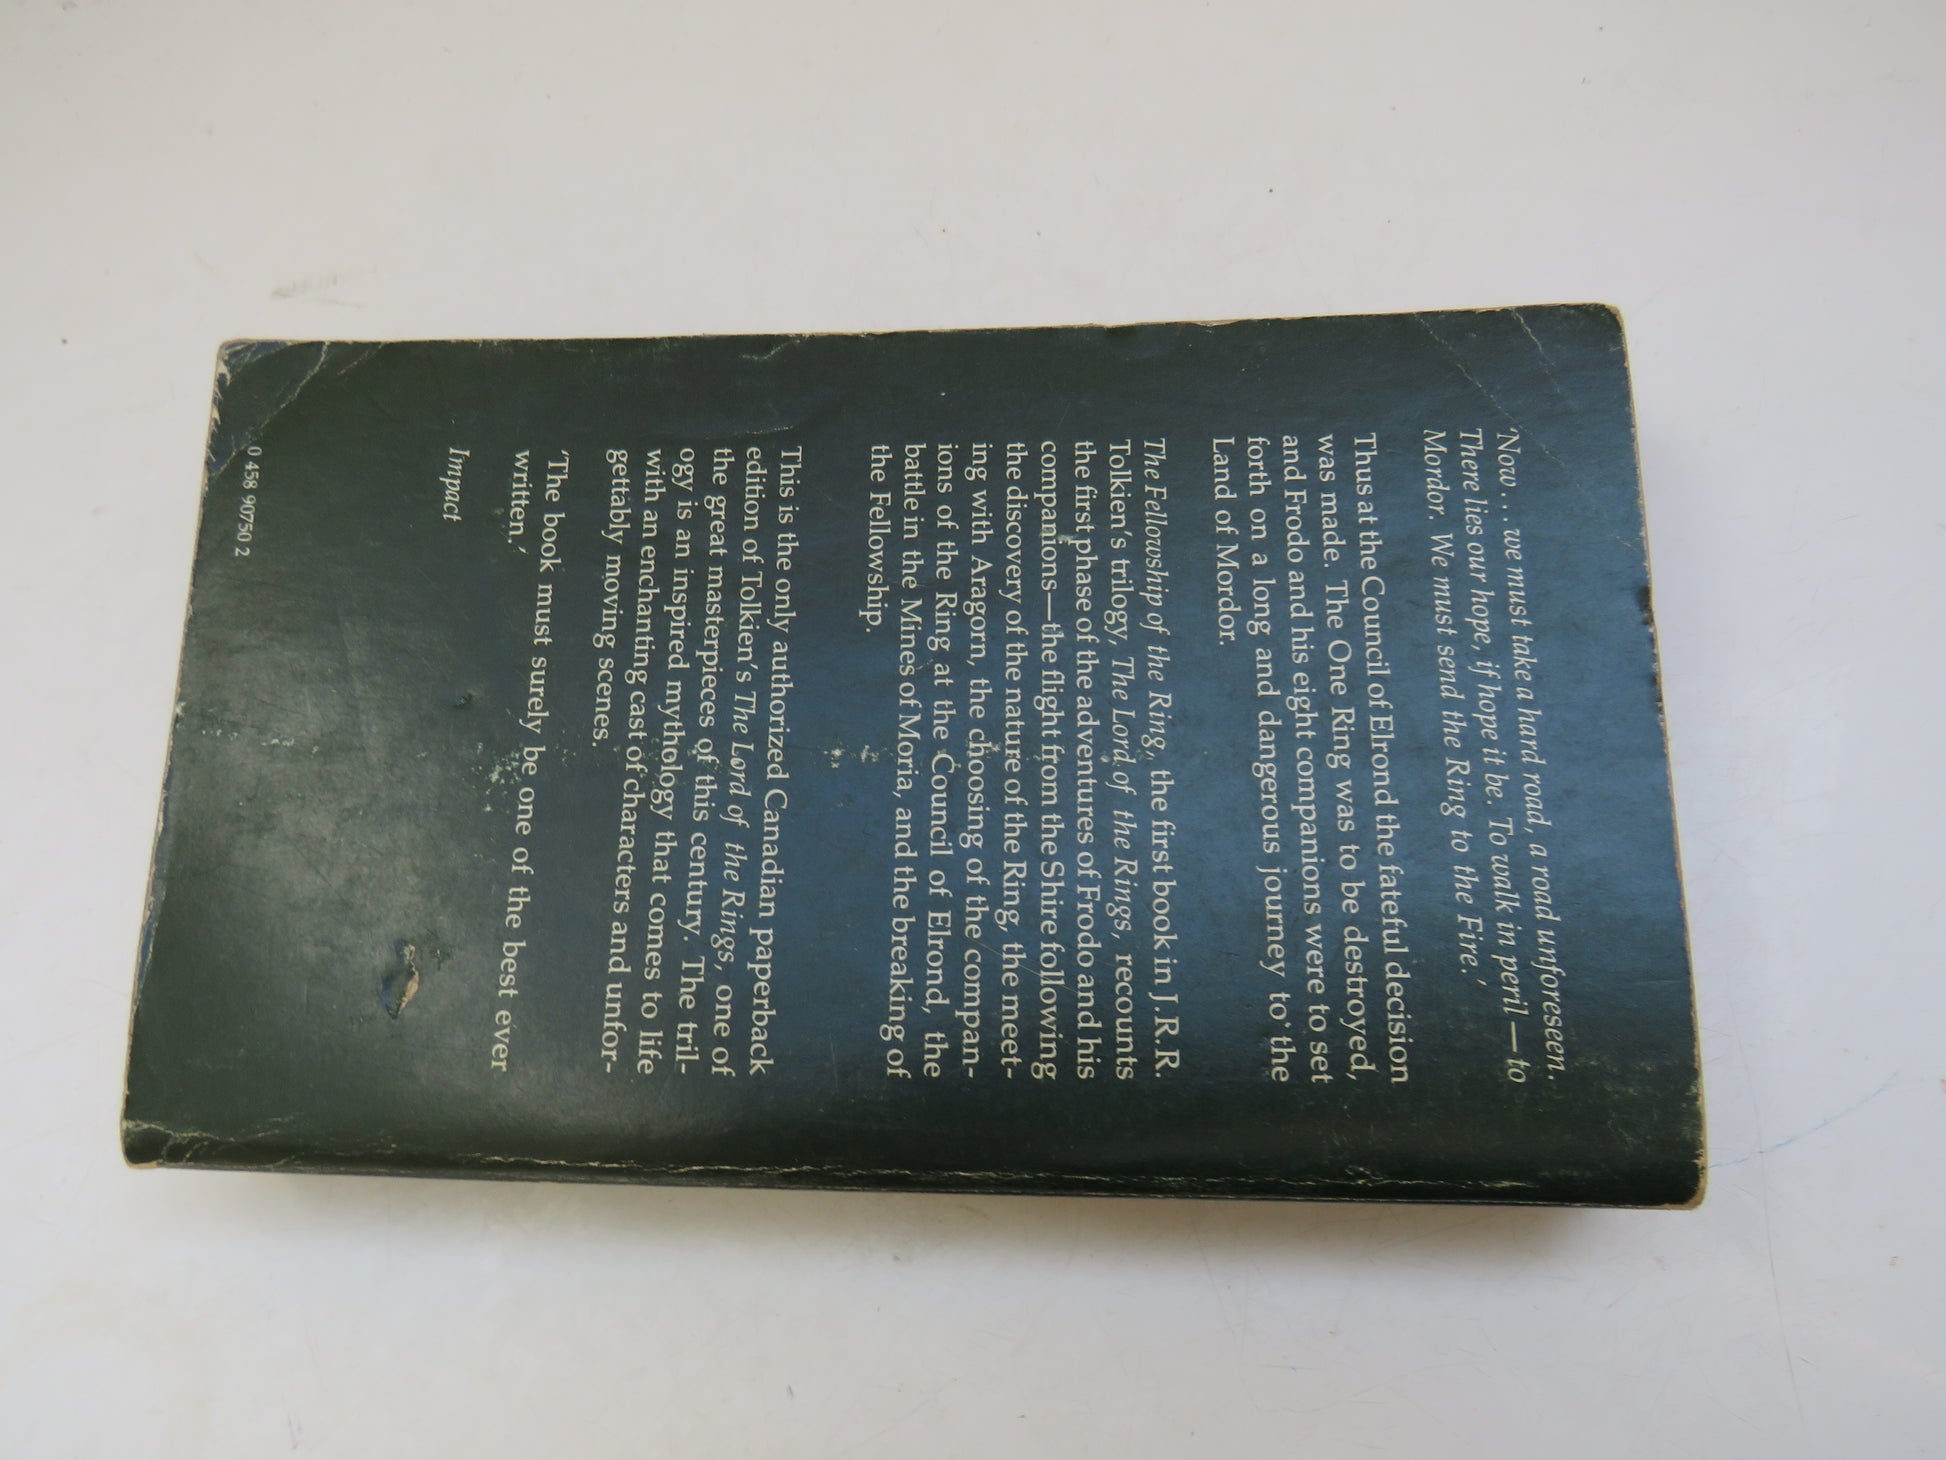 'Now . . . we must take a hard road, a road unforeseen.
There lies our hope, if hope it be. To walk in peril—to
Mordor. We must send the Ring to the Fire.'
Thus at the Council of Elrond the fateful decision
was made. The One Ring was to be destroyed,
and Frodo and his eight companions were to set
forth on a long and dangerous journey to the
Land of Mordor.
The Fellowship of the Ring, the first book in J.R.R.
Tolkien's trilogy, The Lord of the Rings, recounts
the first phase of the adventures of Frodo and his
companions—the flight from the Shire following
the discovery of the nature of the Ring, the meet-
ing with Aragorn, the choosing of the compan-
ions of the Ring at the Council of Elrond, the
battle in the Mines of Moria, and the breaking of
the Fellowship.
This is the only authorized Canadian paperback
edition of Tolkien's The Lord of the Rings, one of
the great masterpieces of this century. The tril-
ogy is an inspired mythology that comes to life
with an enchanting cast of characters and unfor-
gettably moving scenes.
'The book must surely be one of the best ever
written.'
Impact
0 458 90750 2